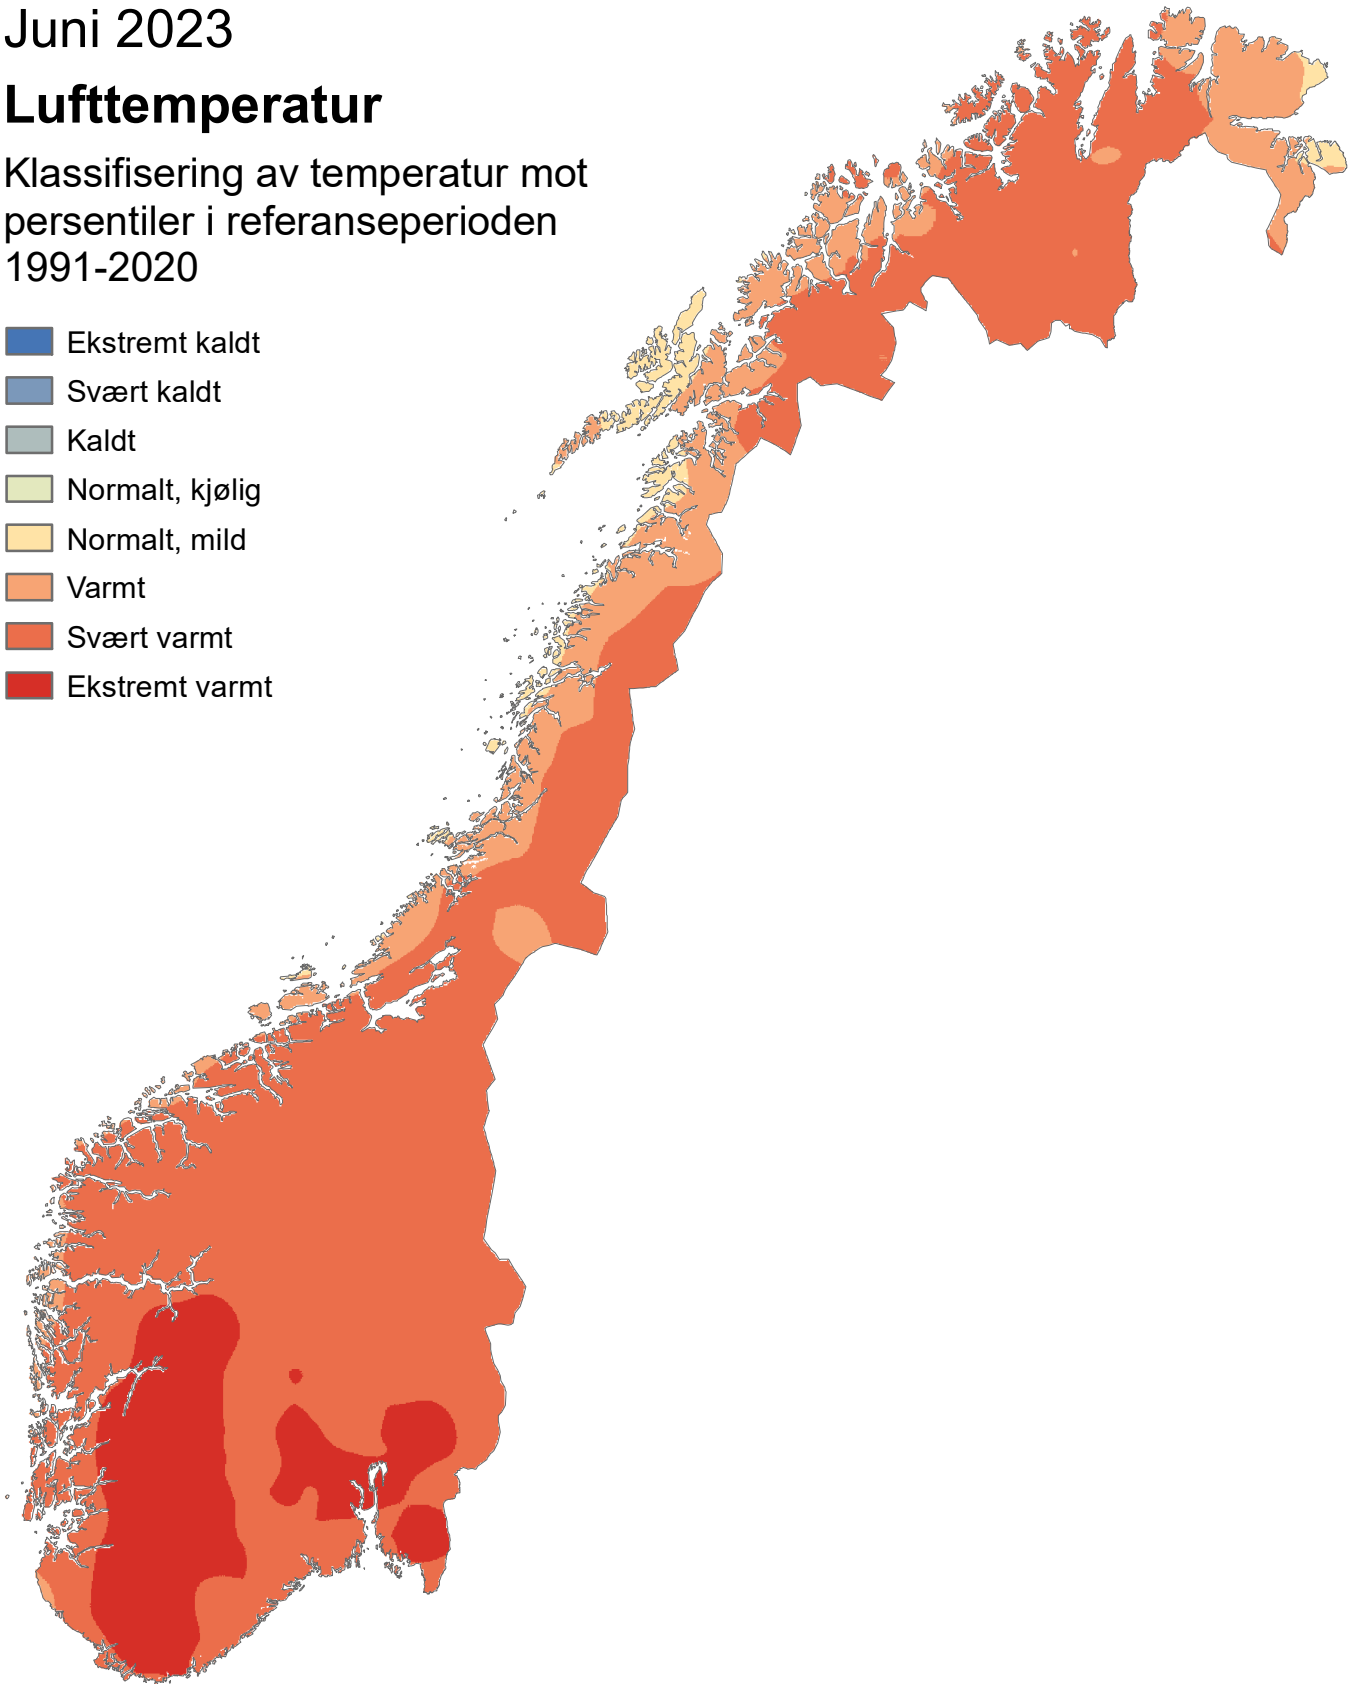 Juni 2023
Lufttemperatur
Klassifisering av temperatur mot
persentiler i referanseperioden
1991-2020
Ekstremt kaldt
Svært kaldt
Kaldt
Normalt, kjølig
Normalt, mild
Varmt
Svært varmt
Ekstremt varmt